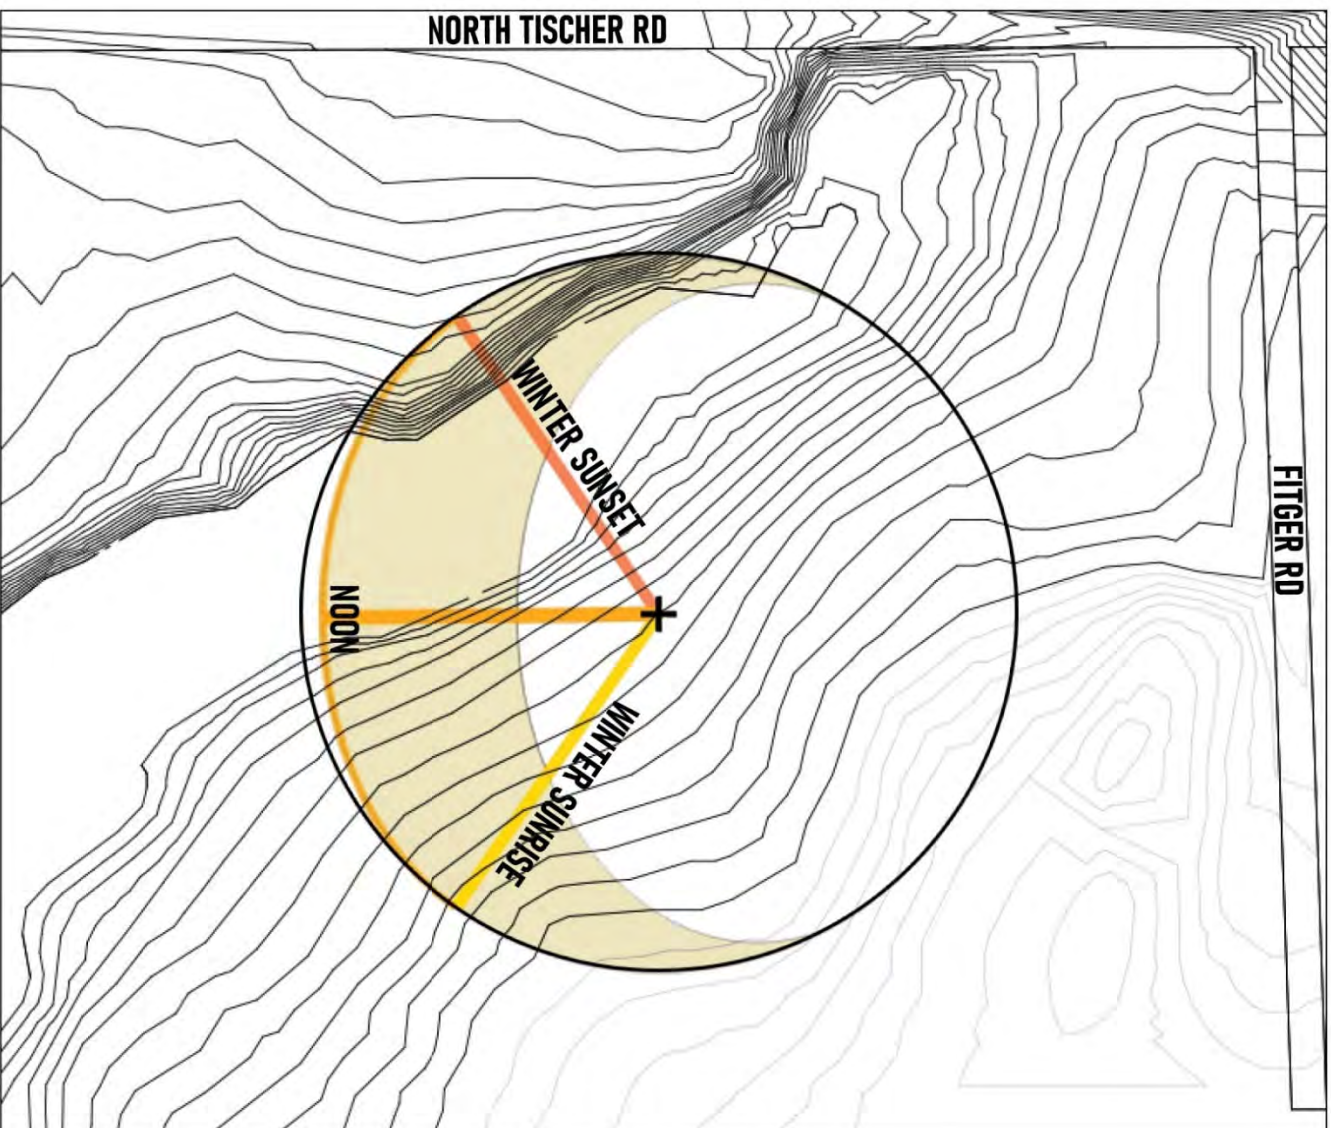 NORTH TISCHER RD
WINTER SUNSET
FITGER RD
NOON
WINTER SUNRISE